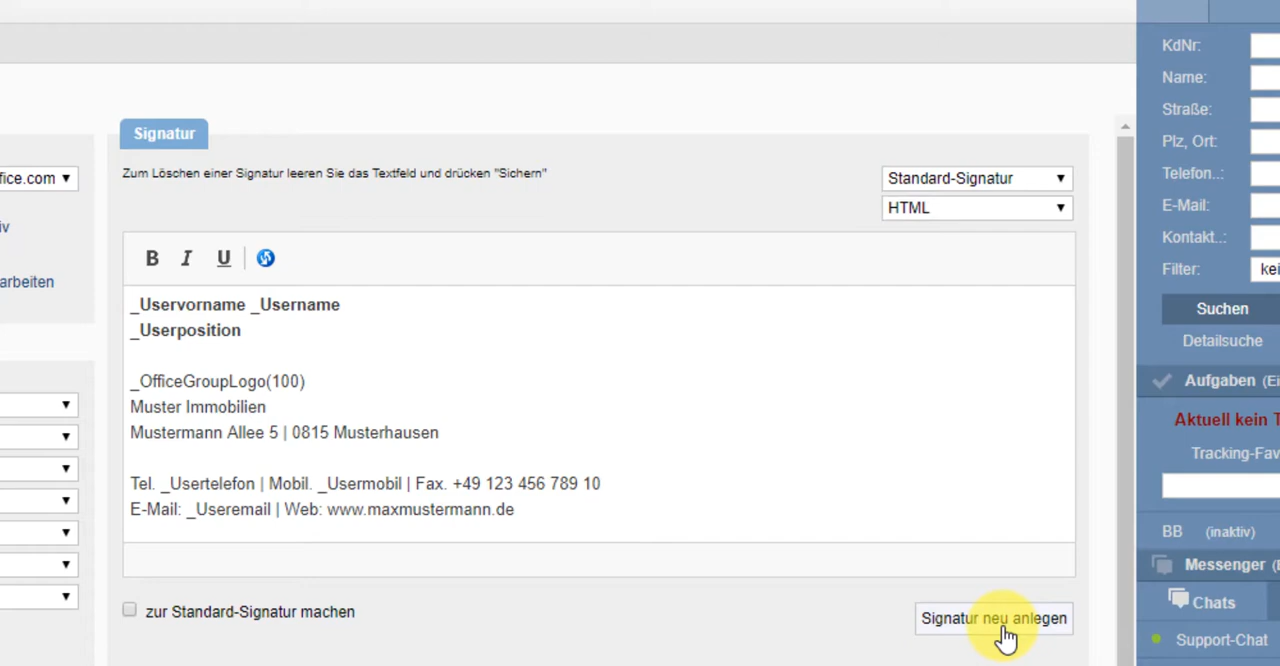 Signatur
Zum Löschen einer Signatur leeren Sie das Textfeld und drücken "Sichern"
Standard-Signatur
HTML
B I U
_Uservorname _Username
_Userposition
_OfficeGroupLogo(100)
Muster Immobilien
Mustermann Allee 5 | 0815 Musterhausen
Tel. _Usertelefon | Mobil. _Usermobil | Fax. +49 123 456 789 10
E-Mail: _Useremail | Web: www.maxmustermann.de
zur Standard-Signatur machen
Signatur neu anlegen
fice.com
iv
arbeiten
KdNr:
Name:
Straße:
Plz, Ort:
Telefon..:
E-Mail:
Kontakt..:
Filter: kei
Suchen
Detailsuche
Aufgaben (Ei
Aktuell kein T
Tracking-Fav
BB (inaktiv)
Messenger (
Chats
Support-Chat